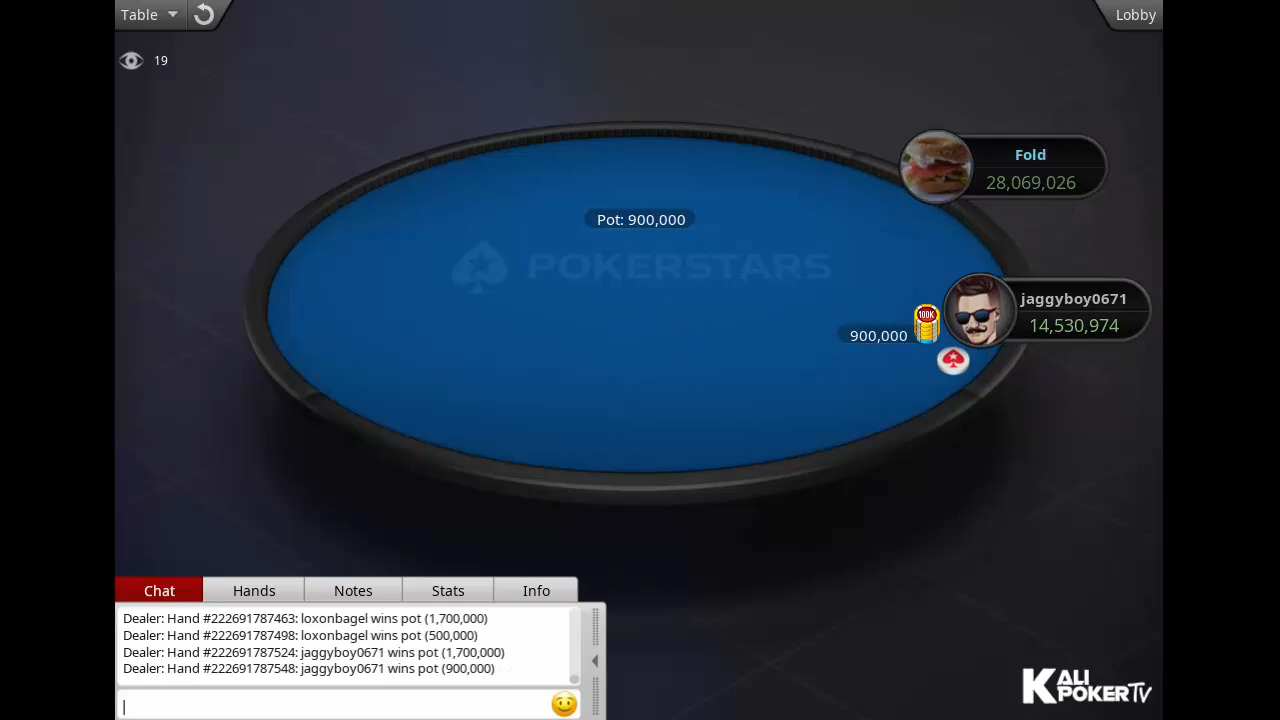 Table
Lobby
19
Fold
28,069,026
Pot: 900,000
POKERSTARS
jaggyboy0671
14,530,974
100K
900,000
Chat Hands Notes Stats Info
Dealer: Hand #222691787463: loxonbagel wins pot (1,700,000)
Dealer: Hand #222691787498: loxonbagel wins pot (500,000)
Dealer: Hand #222691787524: jaggyboy0671 wins pot (1,700,000)
Dealer: Hand #222691787548: jaggyboy0671 wins pot (900,000)
KALI
POKERTV